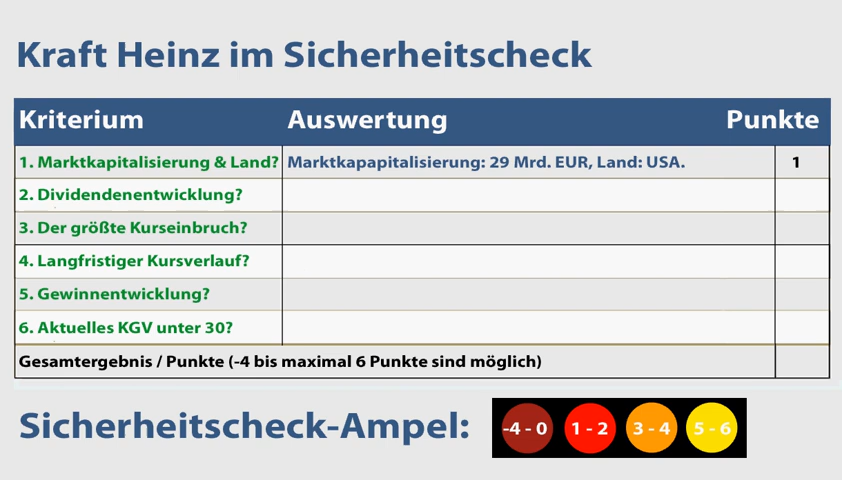 Kraft Heinz im Sicherheitscheck
Kriterium Auswertung Punkte
1. Marktkapitalisierung & Land? Marktkapapitalisierung: 29 Mrd. EUR, Land: USA. 1
2. Dividendenentwicklung?
3. Der größte Kurseinbruch?
4. Langfristiger Kursverlauf?
5. Gewinnentwicklung?
6. Aktuelles KGV unter 30?
Gesamtergebnis / Punkte (-4 bis maximal 6 Punkte sind möglich)
Sicherheitscheck-Ampel: -4 - 0 1 - 2 3 - 4 5 - 6